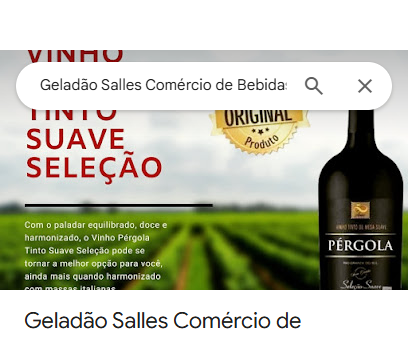 VINHO
Geladão Salles Comércio de Bebidas
TINTO
SUAVE
SELEÇÃO
ORIGINAL
Produto
Com o paladar equilibrado, doce e
harmonizado, o Vinho Pérgola
Tinto Suave Seleção pode se
tornar a melhor opção para você,
ainda mais quando harmonizado
com massas italianas
VINHO TINTO DE MESA SUAVE
PÉRGOLA
Seleção Suave
Geladão Salles Comércio de